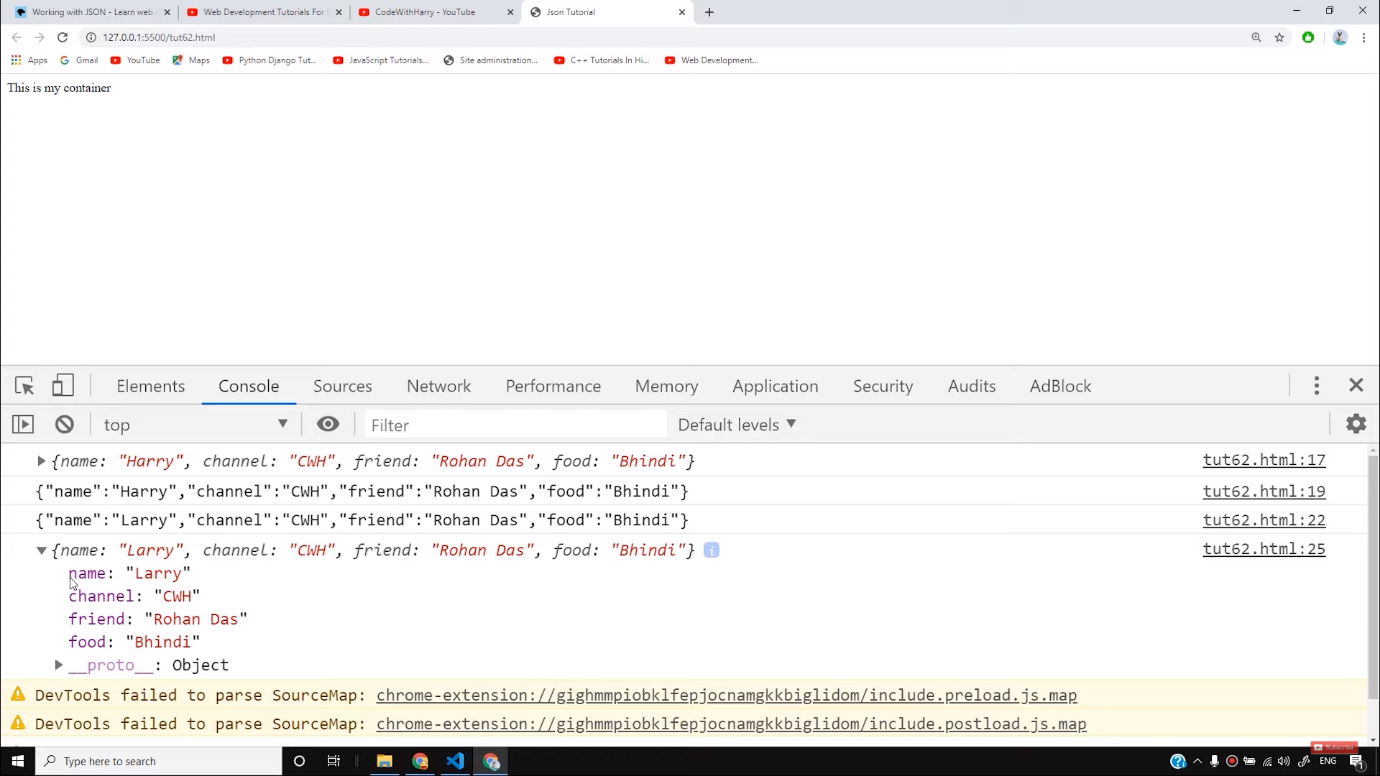 Working with JSON - Learn web
Web Development Tutorials For
CodeWithHarry - YouTube
Json Tutorial
127.0.0.1:5500/tut62.html
Apps
Gmail
YouTube
Maps
Python Django Tut...
JavaScript Tutorials...
Site administration...
C++ Tutorials In Hi...
Web Development...
This is my container
Elements
Console
Sources
Network
Performance
Memory
Application
Security
Audits
AdBlock
top
Filter
Default levels
{name: "Harry", channel: "CWH", friend: "Rohan Das", food: "Bhindi"}
tut62.html:17
{"name":"Harry","channel":"CWH","friend":"Rohan Das","food":"Bhindi"}
tut62.html:19
{"name":"Larry","channel":"CWH","friend":"Rohan Das","food":"Bhindi"}
tut62.html:22
{name: "Larry", channel: "CWH", friend: "Rohan Das", food: "Bhindi"}
tut62.html:25
name: "Larry"
channel: "CWH"
friend: "Rohan Das"
food: "Bhindi"
__proto__: Object
DevTools failed to parse SourceMap: chrome-extension://gighmmpiobklfepjocnamgkkbiglidom/include.preload.js.map
DevTools failed to parse SourceMap: chrome-extension://gighmmpiobklfepjocnamgkkbiglidom/include.postload.js.map
Subscribe
Type here to search
ENG